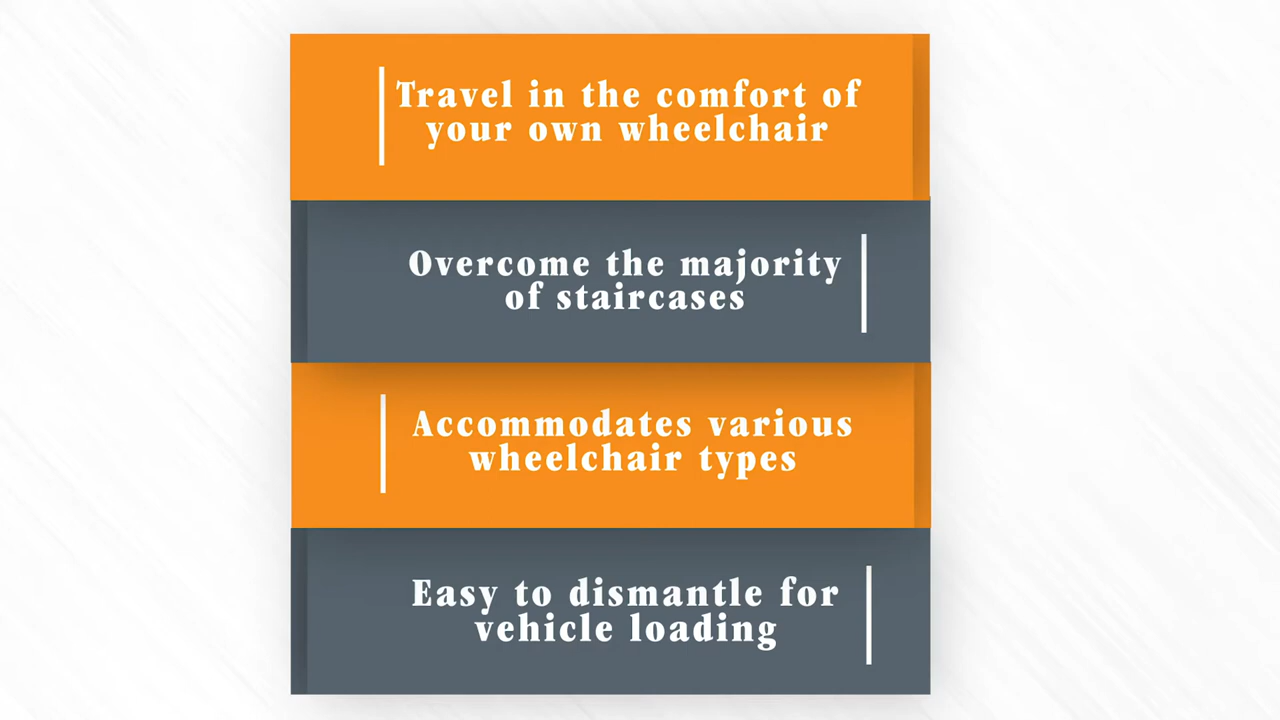 Travel in the comfort of
your own wheelchair
Overcome the majority
of staircases
Accommodates various
wheelchair types
Easy to dismantle for
vehicle loading